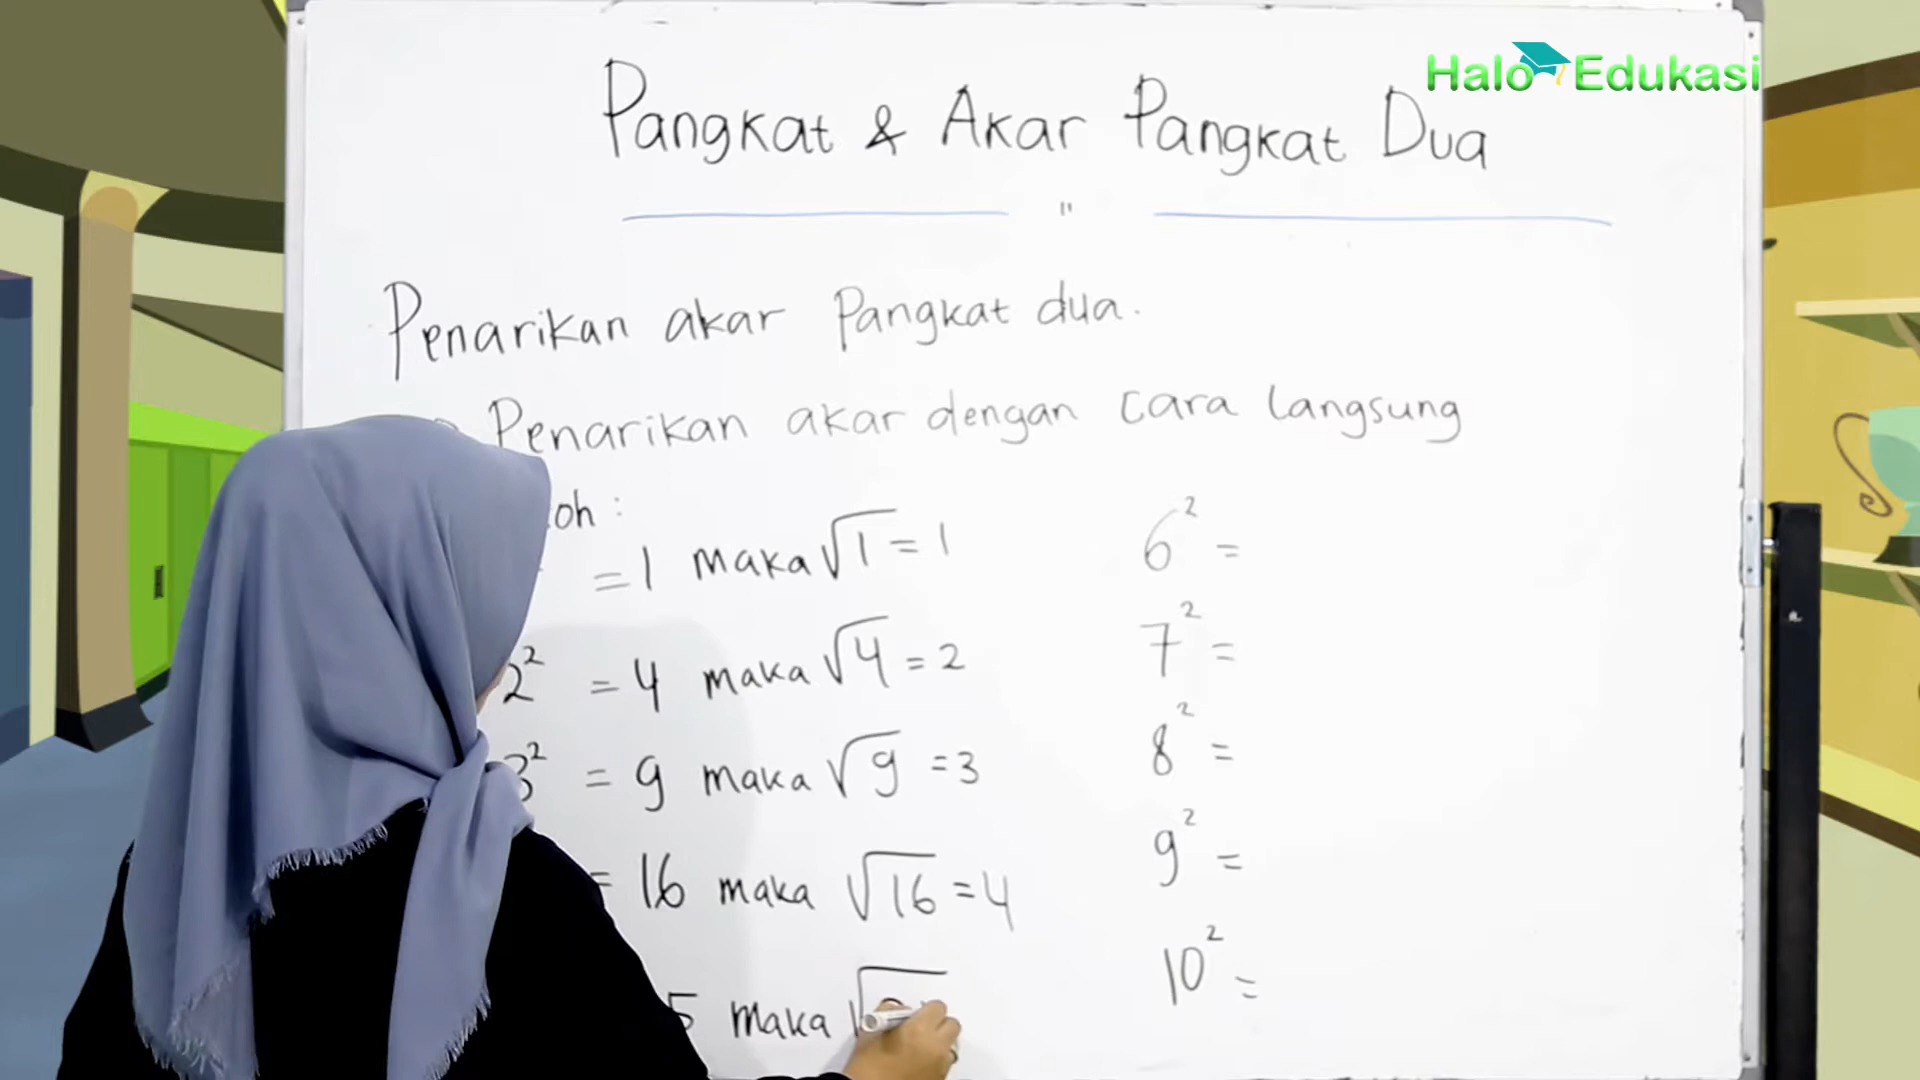 Halo Edukasi
Pangkat & Akar Pangkat Dua
"
Penarikan akar Pangkat dua.
Penarikan akar dengan cara langsung
oh :
= 1 maka √1 = 1
2² = 4 maka √4 = 2
3² = 9 maka √9 = 3
= 16 maka √16 = 4
5 maka √
6² =
7² =
8² =
9² =
10² =